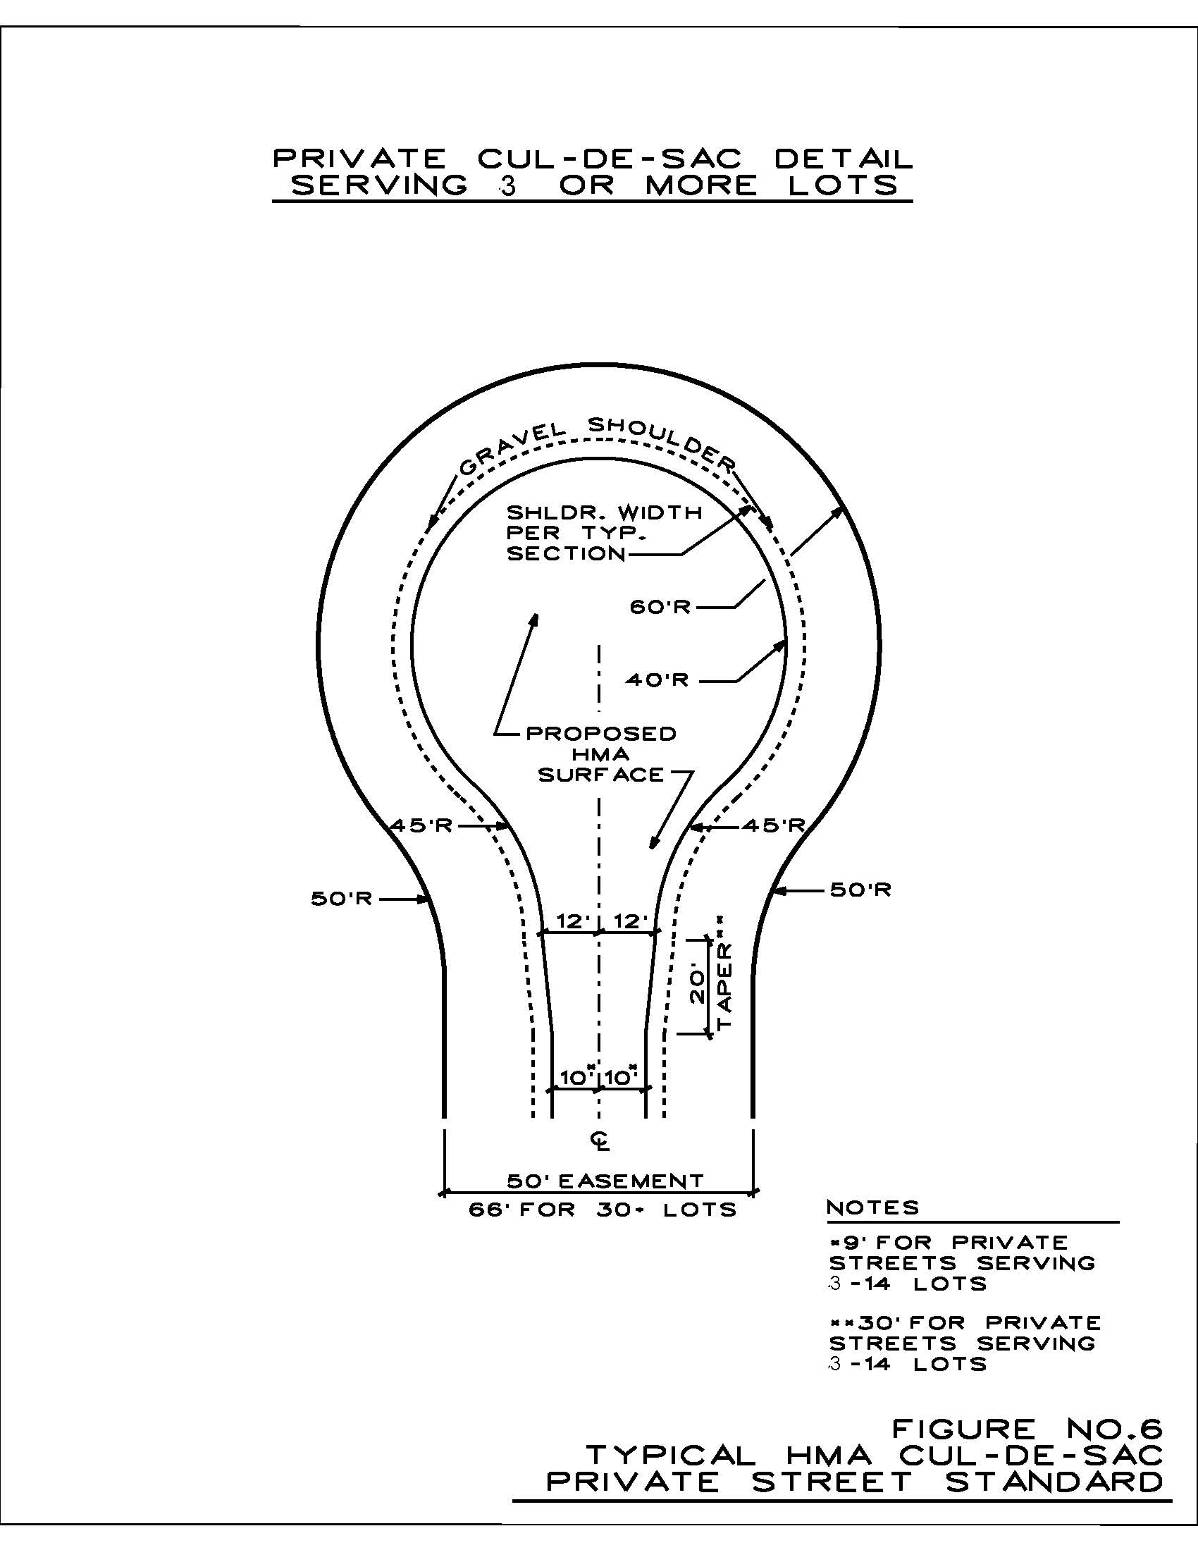 PRIVATE CUL-DE-SAC DETAIL
SERVING 3 OR MORE LOTS
GRAVEL SHOULDER
SHLDR. WIDTH
PER TYP.
SECTION
60'R
40'R
PROPOSED
HMA
SURFACE
45'R
45'R
50'R
50'R
12' 12'
20'
TAPER**
10'* 10'*
℄
50' EASEMENT
66' FOR 30+ LOTS
NOTES
*9' FOR PRIVATE
STREETS SERVING
3-14 LOTS
**30' FOR PRIVATE
STREETS SERVING
3-14 LOTS
FIGURE NO.6
TYPICAL HMA CUL-DE-SAC
PRIVATE STREET STANDARD